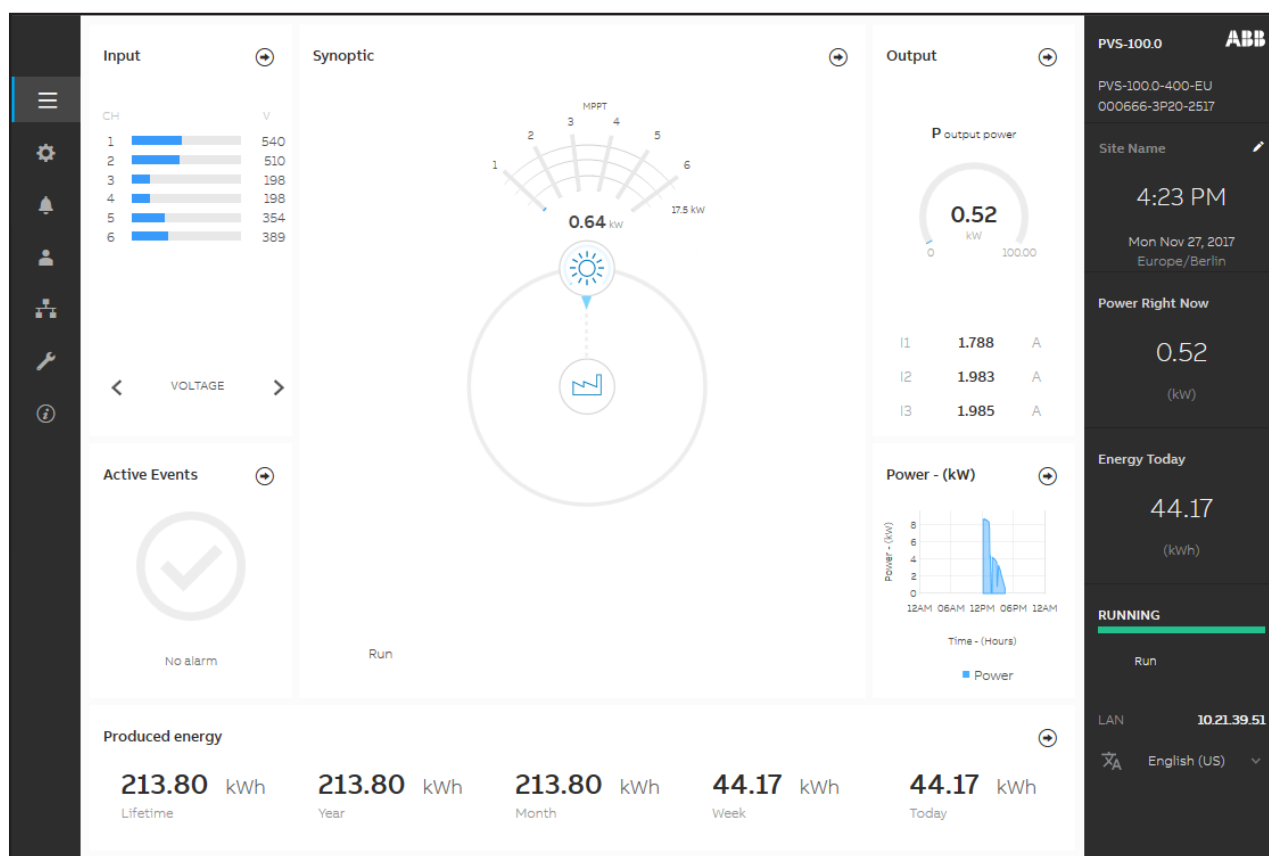 Input
CH V
1 540
2 510
3 198
4 198
5 354
6 389
VOLTAGE
Synoptic
MPPT
1 2 3 4 5 6
17.5 kW
0.64 kW
Run
Output
P output power
0.52
kW
0 100.00
I1 1.788 A
I2 1.983 A
I3 1.985 A
Active Events
No alarm
Power - (kW)
Power - (kW)
8
6
4
2
0
12AM 06AM 12PM 06PM 12AM
Time - (Hours)
Power
Produced energy
213.80 kWh 213.80 kWh 213.80 kWh 44.17 kWh 44.17 kWh
Lifetime Year Month Week Today
PVS-100.0 ABB
PVS-100.0-400-EU
000666-3P20-2517
Site Name
4:23 PM
Mon Nov 27, 2017
Europe/Berlin
Power Right Now
0.52
(kW)
Energy Today
44.17
(kWh)
RUNNING
Run
LAN 10.21.39.51
English (US)